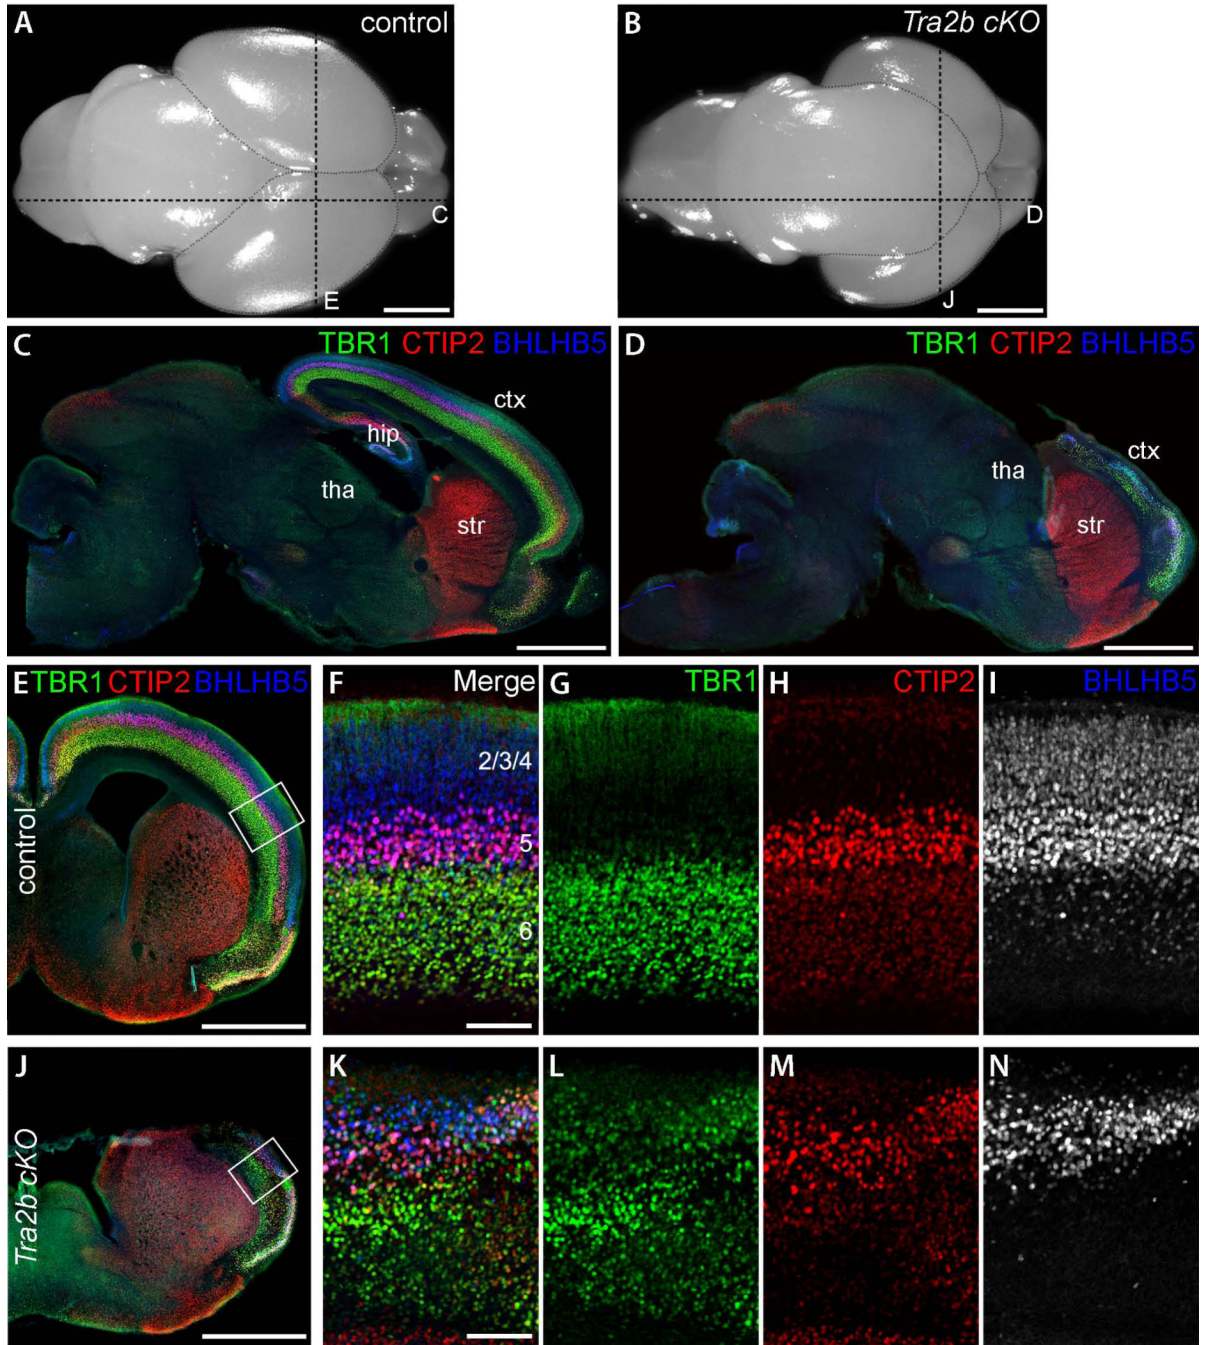 A control
B Tra2b cKO
C
E
D
J
C TBR1 CTIP2 BHLHB5
D TBR1 CTIP2 BHLHB5
ctx
hip
tha
str
ctx
tha
str
E TBR1 CTIP2 BHLHB5
F Merge
G TBR1
H CTIP2
I BHLHB5
control
2/3/4
5
6
J
K
L
M
N
Tra2b cKO